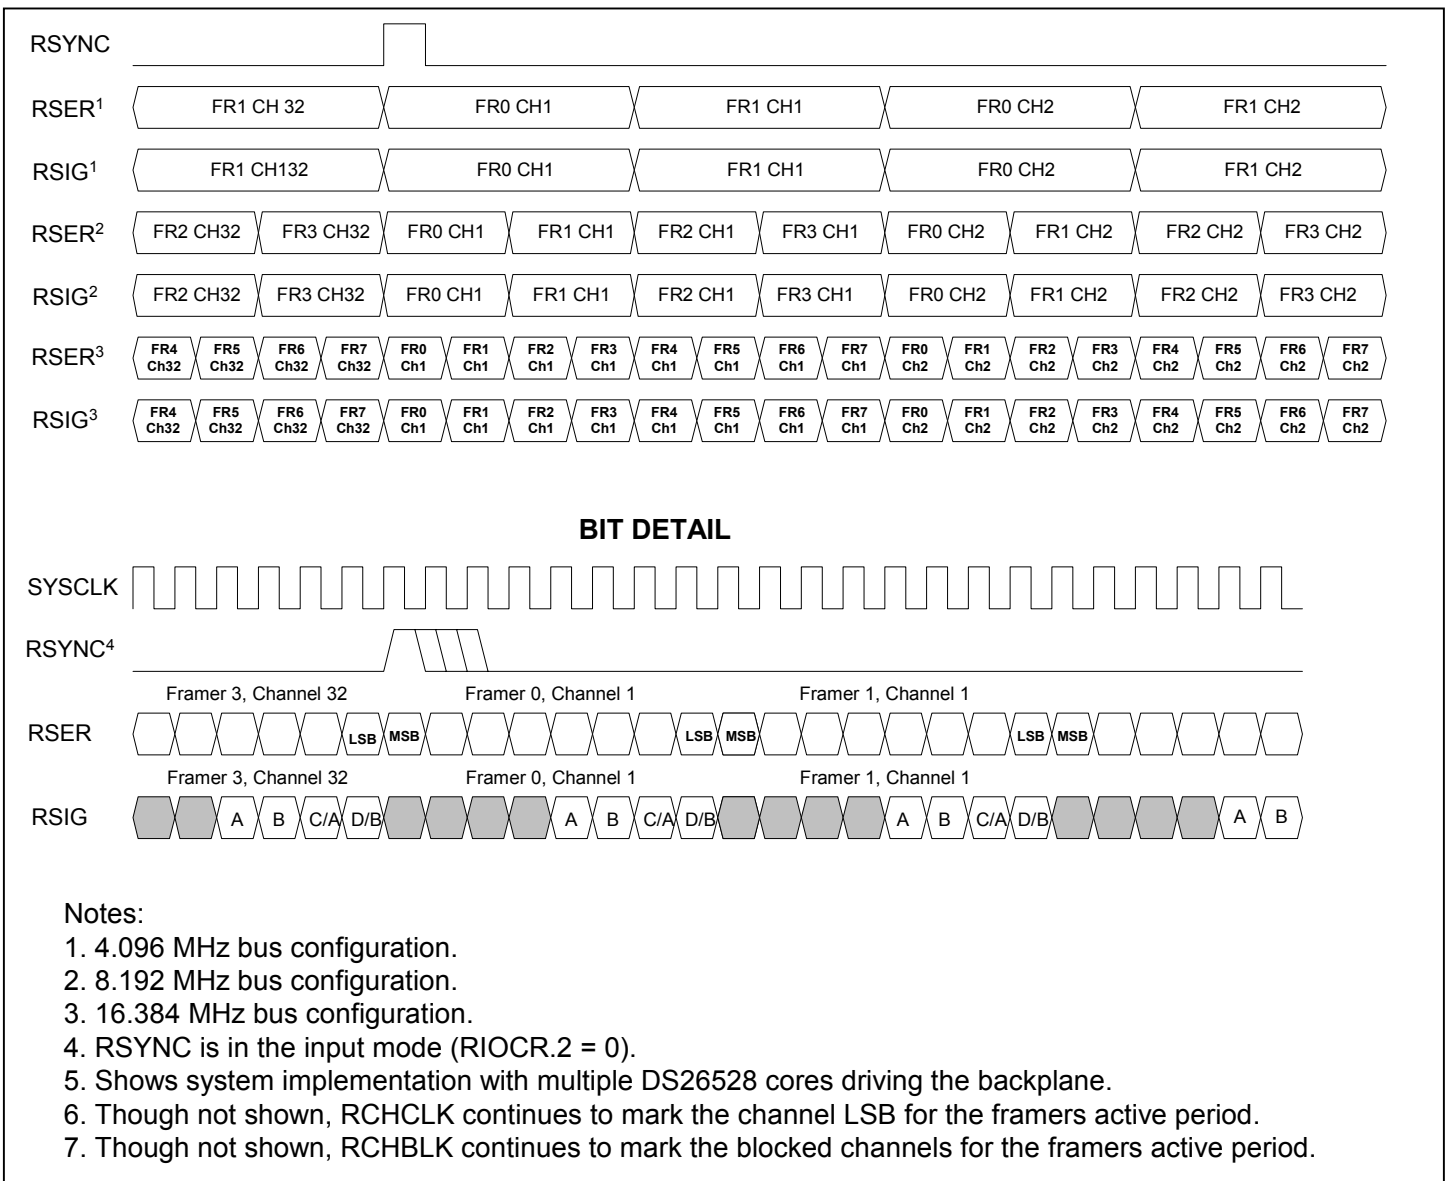 RSYNC
RSER1 FR1 CH 32 FR0 CH1 FR1 CH1 FR0 CH2 FR1 CH2
RSIG1 FR1 CH132 FR0 CH1 FR1 CH1 FR0 CH2 FR1 CH2
RSER2 FR2 CH32 FR3 CH32 FR0 CH1 FR1 CH1 FR2 CH1 FR3 CH1 FR0 CH2 FR1 CH2 FR2 CH2 FR3 CH2
RSIG2 FR2 CH32 FR3 CH32 FR0 CH1 FR1 CH1 FR2 CH1 FR3 CH1 FR0 CH2 FR1 CH2 FR2 CH2 FR3 CH2
RSER3 FR4 Ch32 FR5 Ch32 FR6 Ch32 FR7 Ch32 FR0 Ch1 FR1 Ch1 FR2 Ch1 FR3 Ch1 FR4 Ch1 FR5 Ch1 FR6 Ch1 FR7 Ch1 FR0 Ch2 FR1 Ch2 FR2 Ch2 FR3 Ch2 FR4 Ch2 FR5 Ch2 FR6 Ch2 FR7 Ch2
RSIG3 FR4 Ch32 FR5 Ch32 FR6 Ch32 FR7 Ch32 FR0 Ch1 FR1 Ch1 FR2 Ch1 FR3 Ch1 FR4 Ch1 FR5 Ch1 FR6 Ch1 FR7 Ch1 FR0 Ch2 FR1 Ch2 FR2 Ch2 FR3 Ch2 FR4 Ch2 FR5 Ch2 FR6 Ch2 FR7 Ch2
BIT DETAIL
SYSCLK
RSYNC4
Framer 3, Channel 32 Framer 0, Channel 1 Framer 1, Channel 1
RSER LSB MSB LSB MSB LSB MSB
Framer 3, Channel 32 Framer 0, Channel 1 Framer 1, Channel 1
RSIG A B C/A D/B A B C/A D/B A B C/A D/B A B
Notes:
1. 4.096 MHz bus configuration.
2. 8.192 MHz bus configuration.
3. 16.384 MHz bus configuration.
4. RSYNC is in the input mode (RIOCR.2 = 0).
5. Shows system implementation with multiple DS26528 cores driving the backplane.
6. Though not shown, RCHCLK continues to mark the channel LSB for the framers active period.
7. Though not shown, RCHBLK continues to mark the blocked channels for the framers active period.